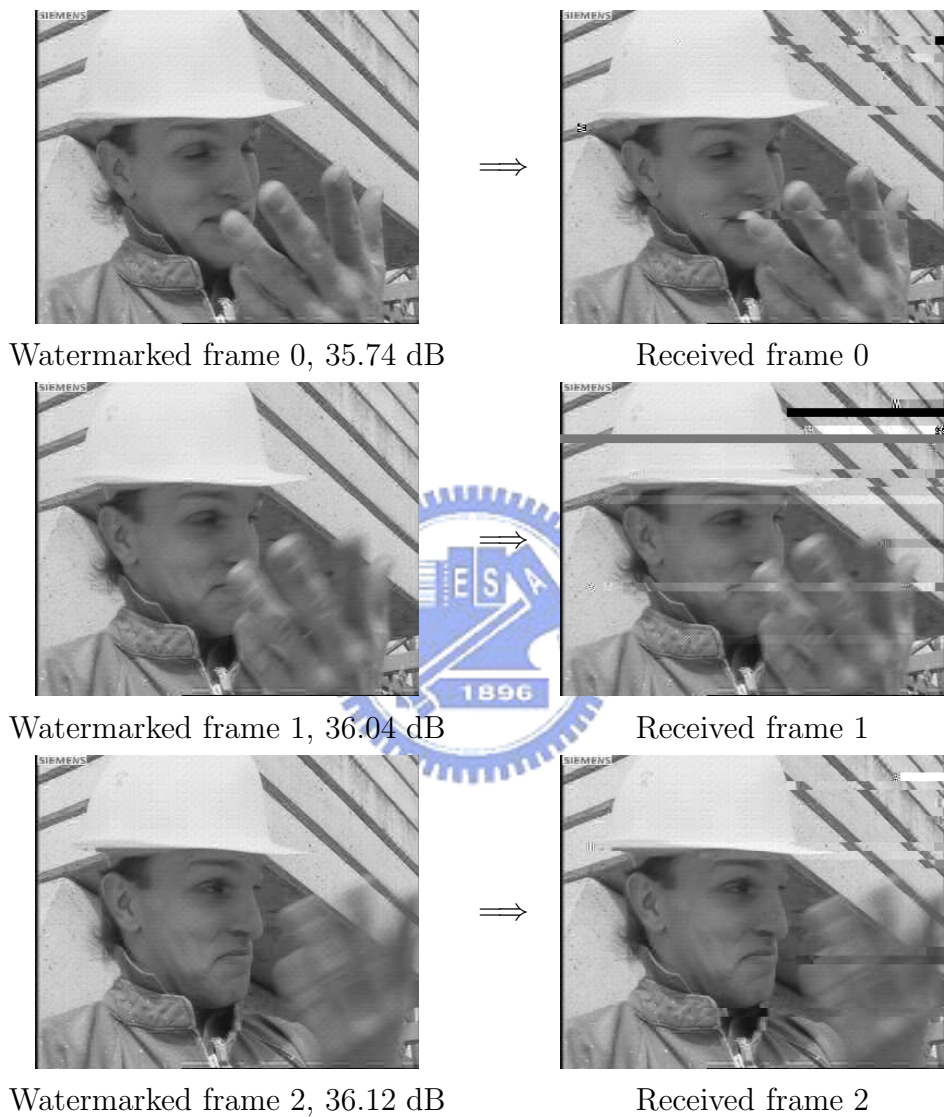 SIEMENS SIEMENS
⇒
Watermarked frame 0, 35.74 dB Received frame 0
SIEMENS SIEMENS
⇒
E S A
1896
Watermarked frame 1, 36.04 dB Received frame 1
SIEMENS SIEMENS
⇒
Watermarked frame 2, 36.12 dB Received frame 2